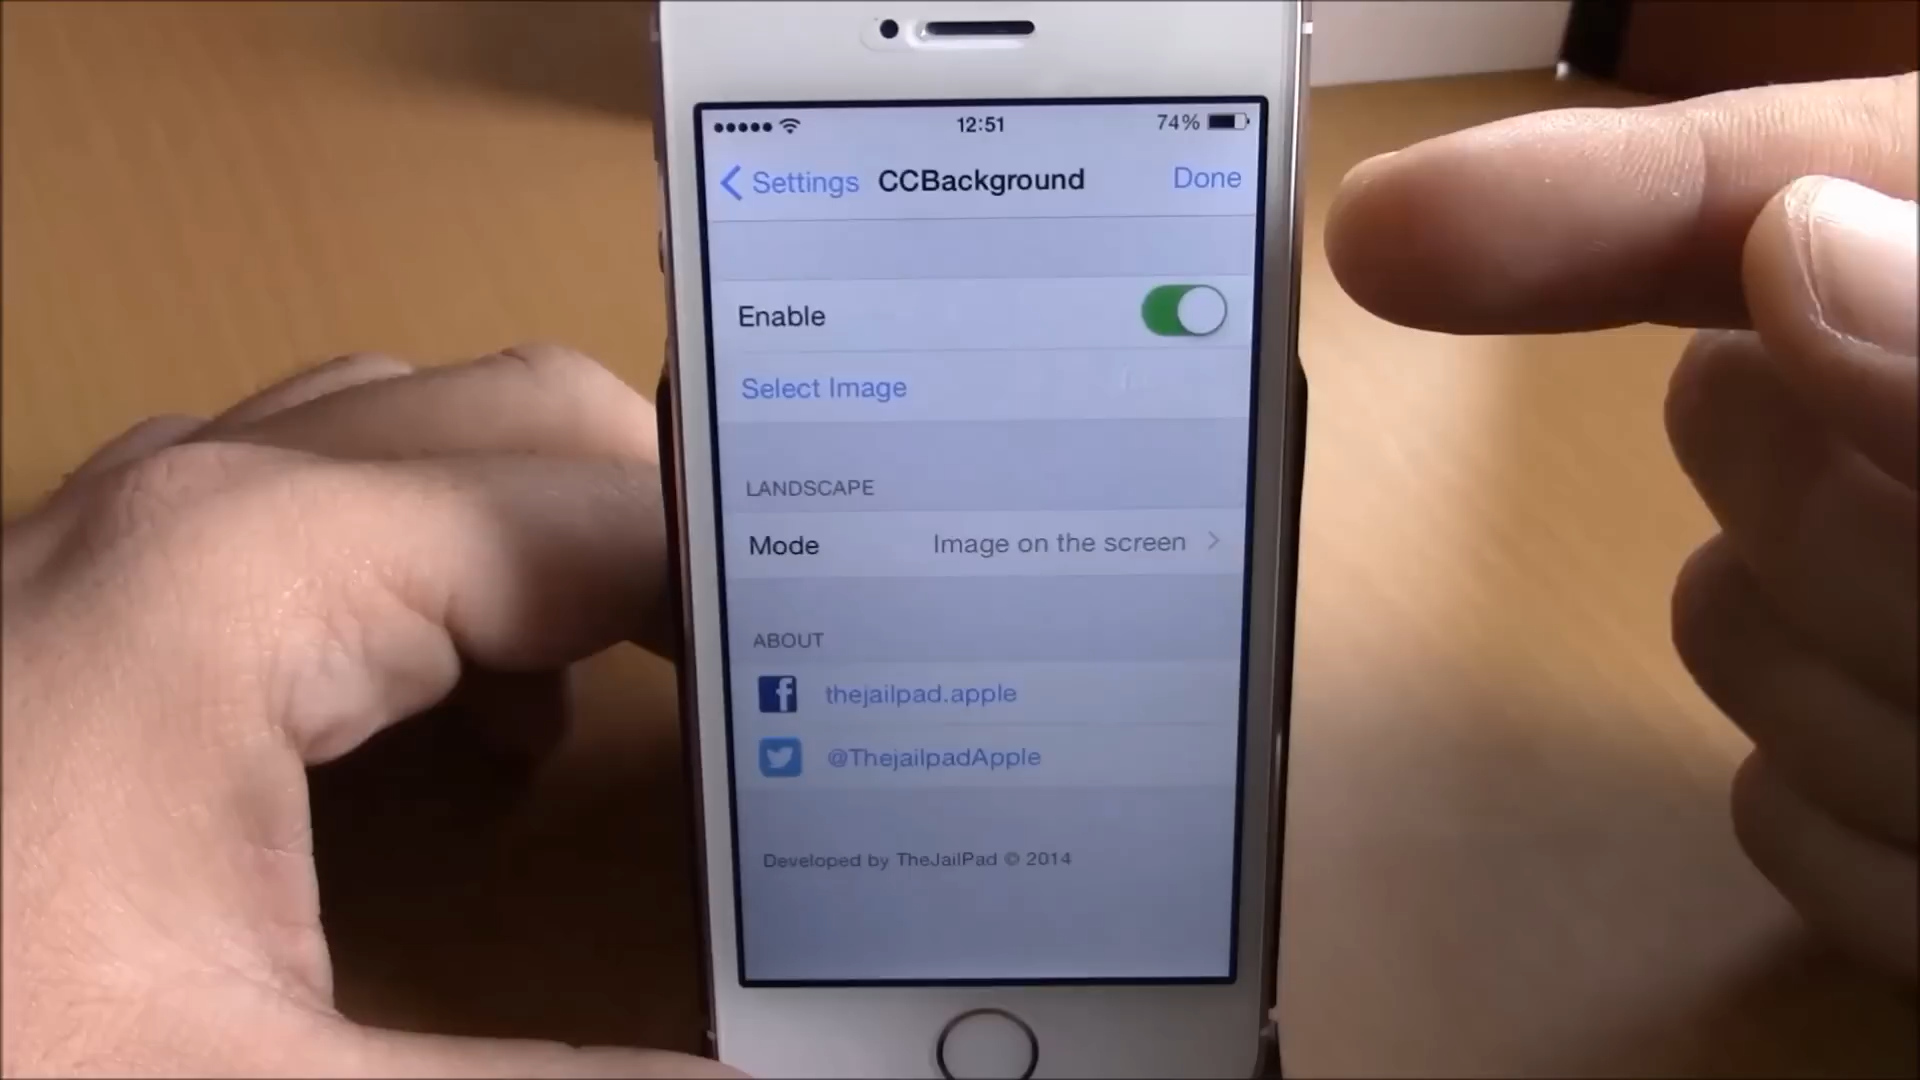 12:51 74%
Settings CCBackground Done
Enable
Select Image
LANDSCAPE
Mode Image on the screen
ABOUT
thejailpad.apple
@ThejailpadApple
Developed by TheJailPad © 2014